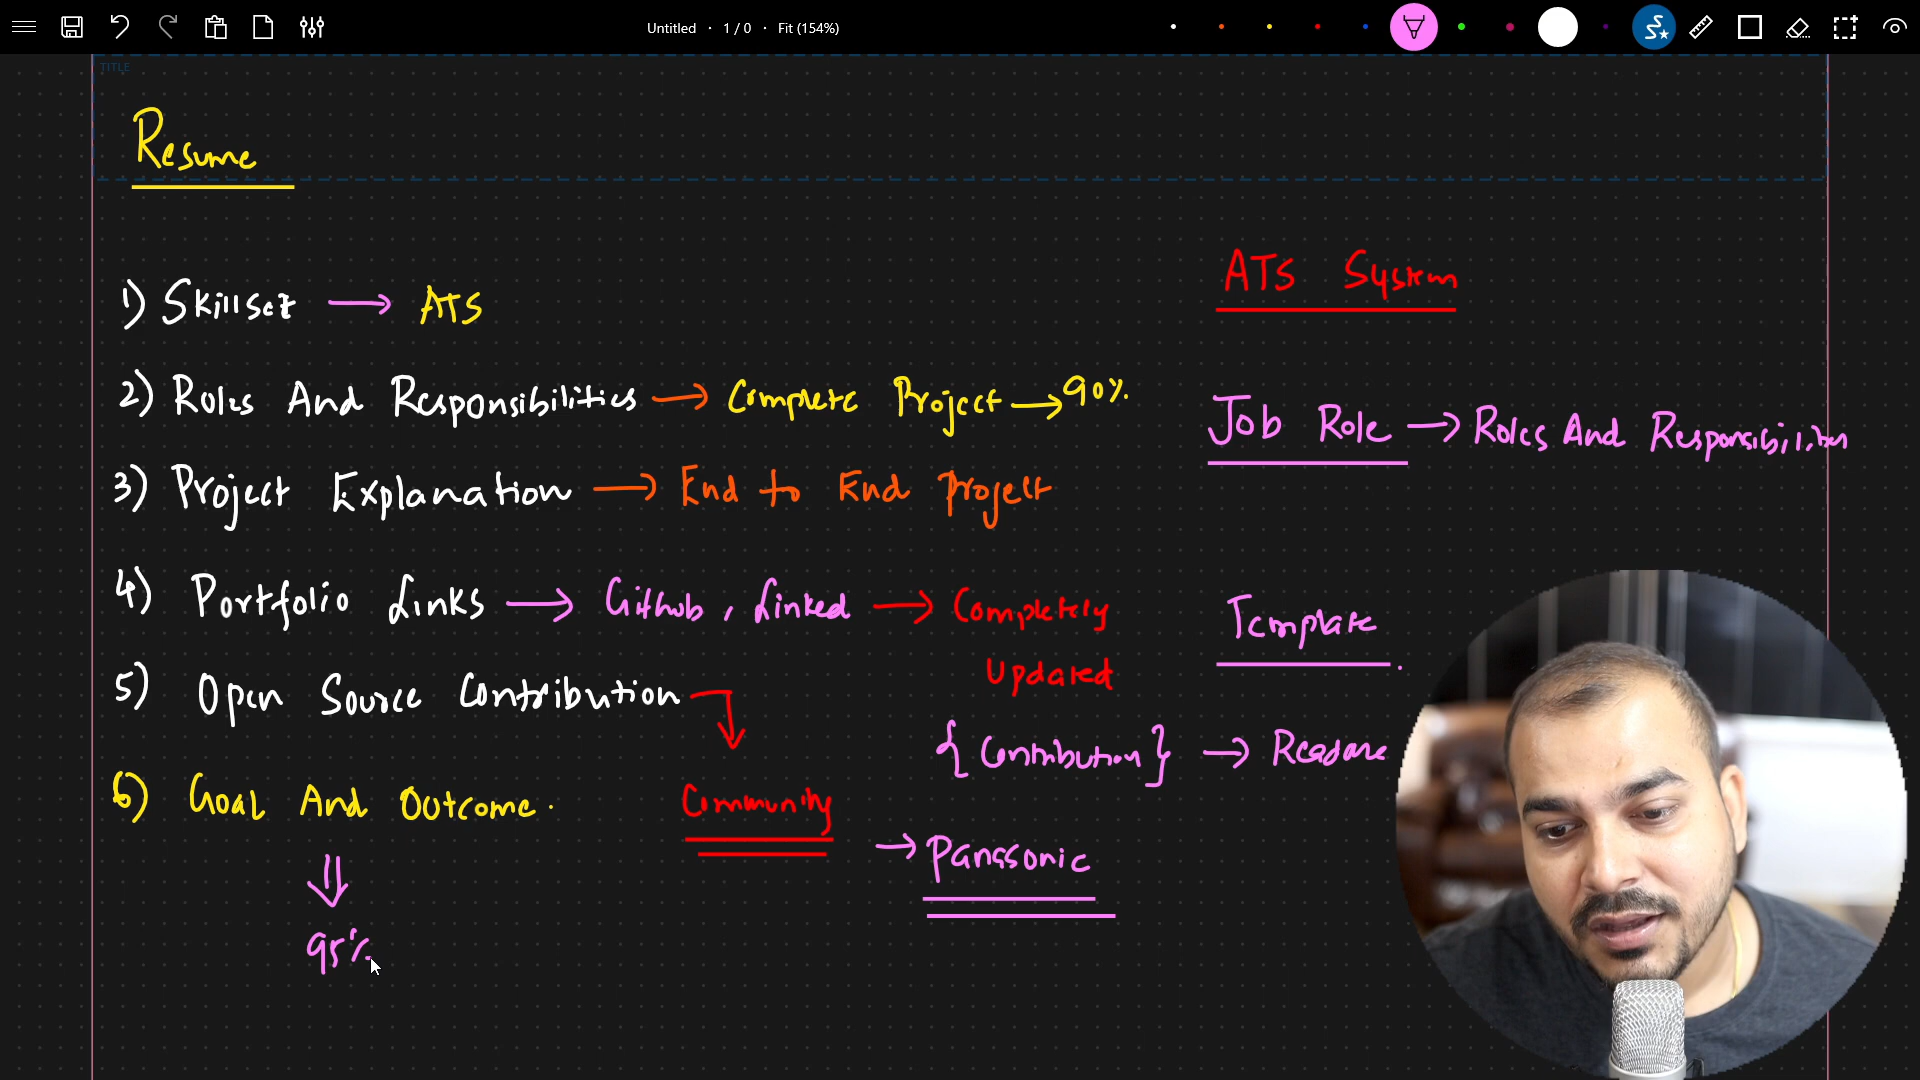 Untitled · 1 / 0 · Fit (154%)
TITLE
Resume
ATS System
1) Skillset → ATS
2) Roles And Responsibilities → Complete Project → 90%
Job Role → Roles And Responsibilities
3) Project Explanation → End to End Project
4) Portfolio Links → Github, Linked → Completely
Updated
Template
5) Open Source Contribution
{Contribution} → Readme
6) Goal And Outcome.
Community
→ Panasonic
95%